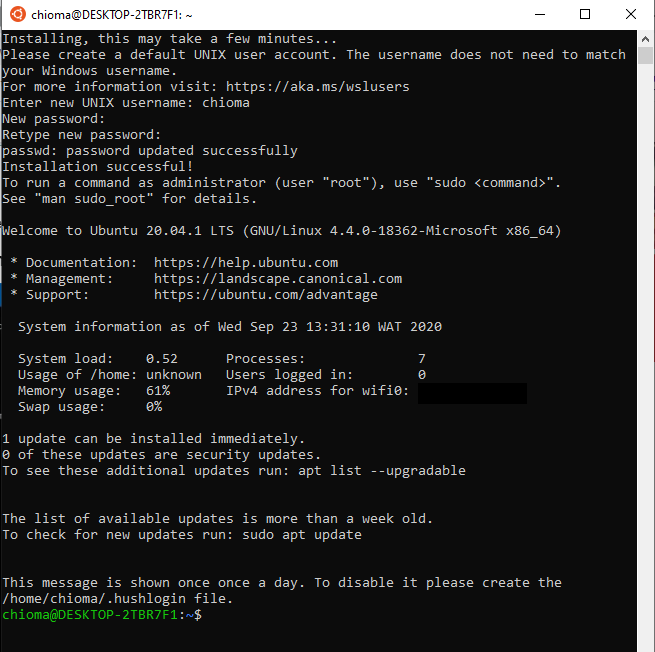 chioma@DESKTOP-2TBR7F1: ~
Installing, this may take a few minutes...
Please create a default UNIX user account. The username does not need to match
your Windows username.
For more information visit: https://aka.ms/wslusers
Enter new UNIX username: chioma
New password:
Retype new password:
passwd: password updated successfully
Installation successful!
To run a command as administrator (user "root"), use "sudo <command>".
See "man sudo_root" for details.

Welcome to Ubuntu 20.04.1 LTS (GNU/Linux 4.4.0-18362-Microsoft x86_64)

 * Documentation:  https://help.ubuntu.com
 * Management:     https://landscape.canonical.com
 * Support:        https://ubuntu.com/advantage

  System information as of Wed Sep 23 13:31:10 WAT 2020

  System load:    0.52      Processes:              7
  Usage of /home: unknown   Users logged in:        0
  Memory usage:   61%       IPv4 address for wifi0:
  Swap usage:     0%

1 update can be installed immediately.
0 of these updates are security updates.
To see these additional updates run: apt list --upgradable

The list of available updates is more than a week old.
To check for new updates run: sudo apt update

This message is shown once once a day. To disable it please create the
/home/chioma/.hushlogin file.
chioma@DESKTOP-2TBR7F1:~$